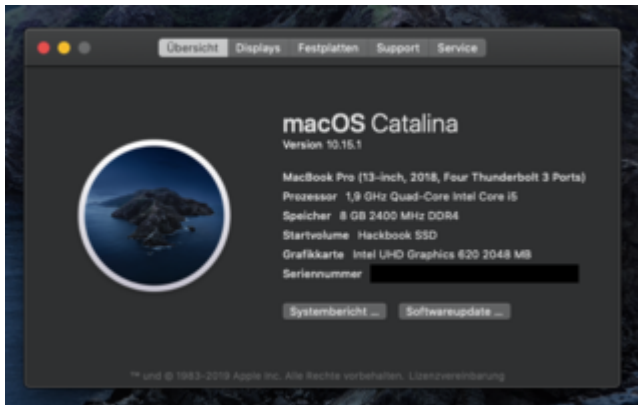 Übersicht Displays Festplatten Support Service
macOS Catalina
Version 10.15.1
MacBook Pro (13-inch, 2018, Four Thunderbolt 3 Ports)
Prozessor 1,9 GHz Quad-Core Intel Core i5
Speicher 8 GB 2400 MHz DDR4
Startvolume Hackbook SSD
Grafikkarte Intel UHD Graphics 620 2048 MB
Seriennummer
Systembericht ... Softwareupdate ...
™ und © 1983-2019 Apple Inc. Alle Rechte vorbehalten. Lizenzvereinbarung